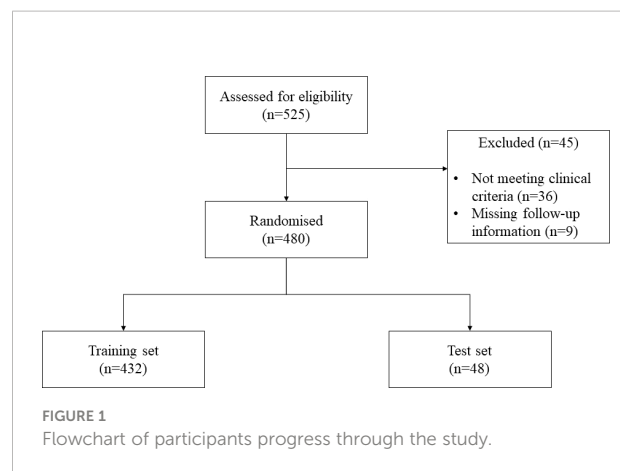 Assessed for eligibility
(n=525)
Excluded (n=45)
• Not meeting clinical
criteria (n=36)
• Missing follow-up
information (n=9)
Randomised
(n=480)
Training set
(n=432)
Test set
(n=48)
FIGURE 1
Flowchart of participants progress through the study.